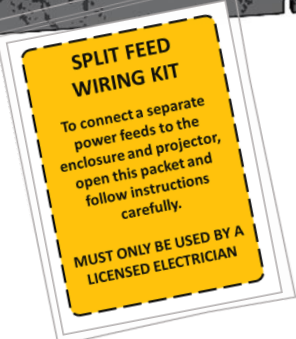 SPLIT FEED
WIRING KIT
To connect a separate
power feeds to the
enclosure and projector,
open this packet and
follow instructions
carefully.
MUST ONLY BE USED BY A
LICENSED ELECTRICIAN